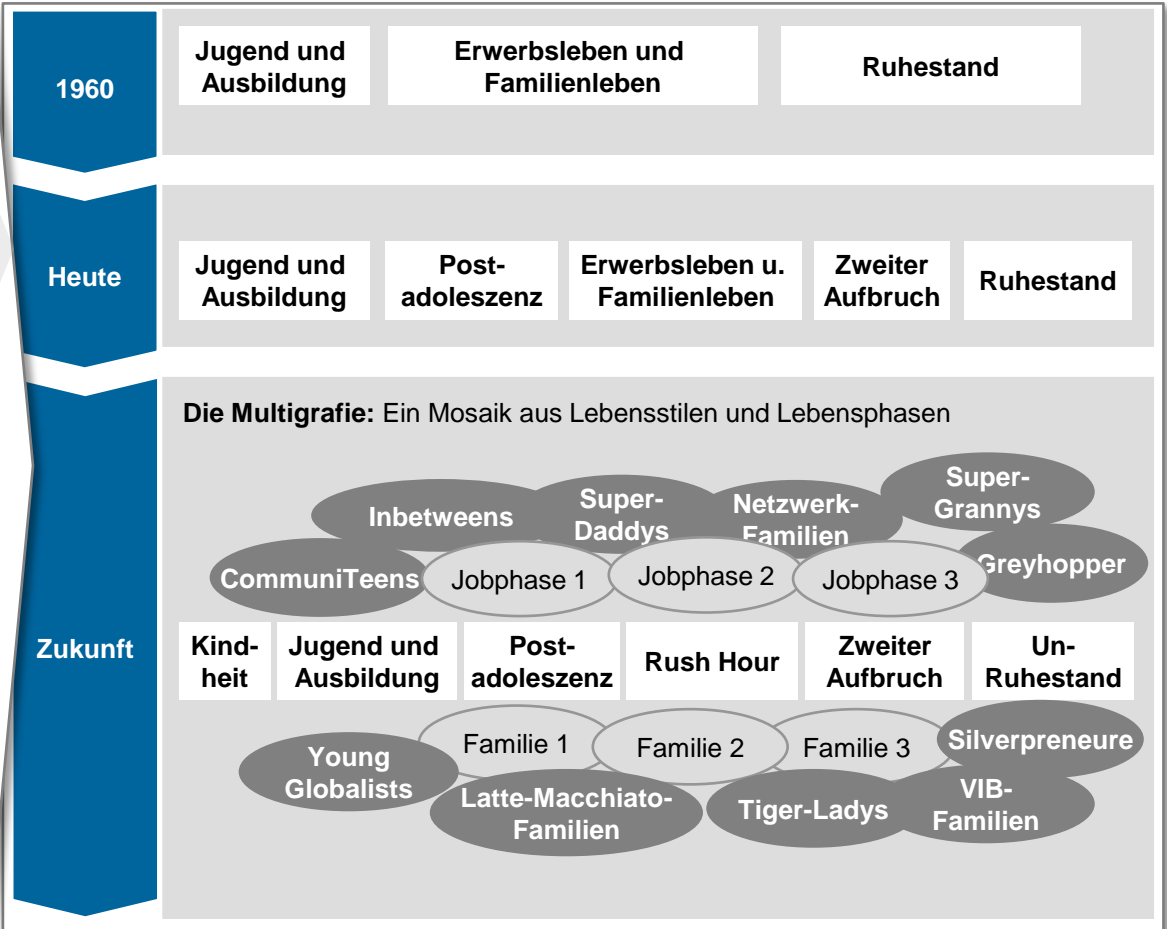 1960
Jugend und
Ausbildung
Erwerbsleben und
Familienleben
Ruhestand
Heute
Jugend und
Ausbildung
Post-
adoleszenz
Erwerbsleben u.
Familienleben
Zweiter
Aufbruch
Ruhestand
Zukunft
Die Multigrafie: Ein Mosaik aus Lebensstilen und Lebensphasen
CommuniTeens
Inbetweens
Super-
Daddys
Netzwerk-
Familien
Super-
Grannys
Greyhopper
Jobphase 1
Jobphase 2
Jobphase 3
Kind-
heit
Jugend und
Ausbildung
Post-
adoleszenz
Rush Hour
Zweiter
Aufbruch
Un-
Ruhestand
Familie 1
Familie 2
Familie 3
Young
Globalists
Latte-Macchiato-
Familien
Tiger-Ladys
VIB-
Familien
Silverpreneure